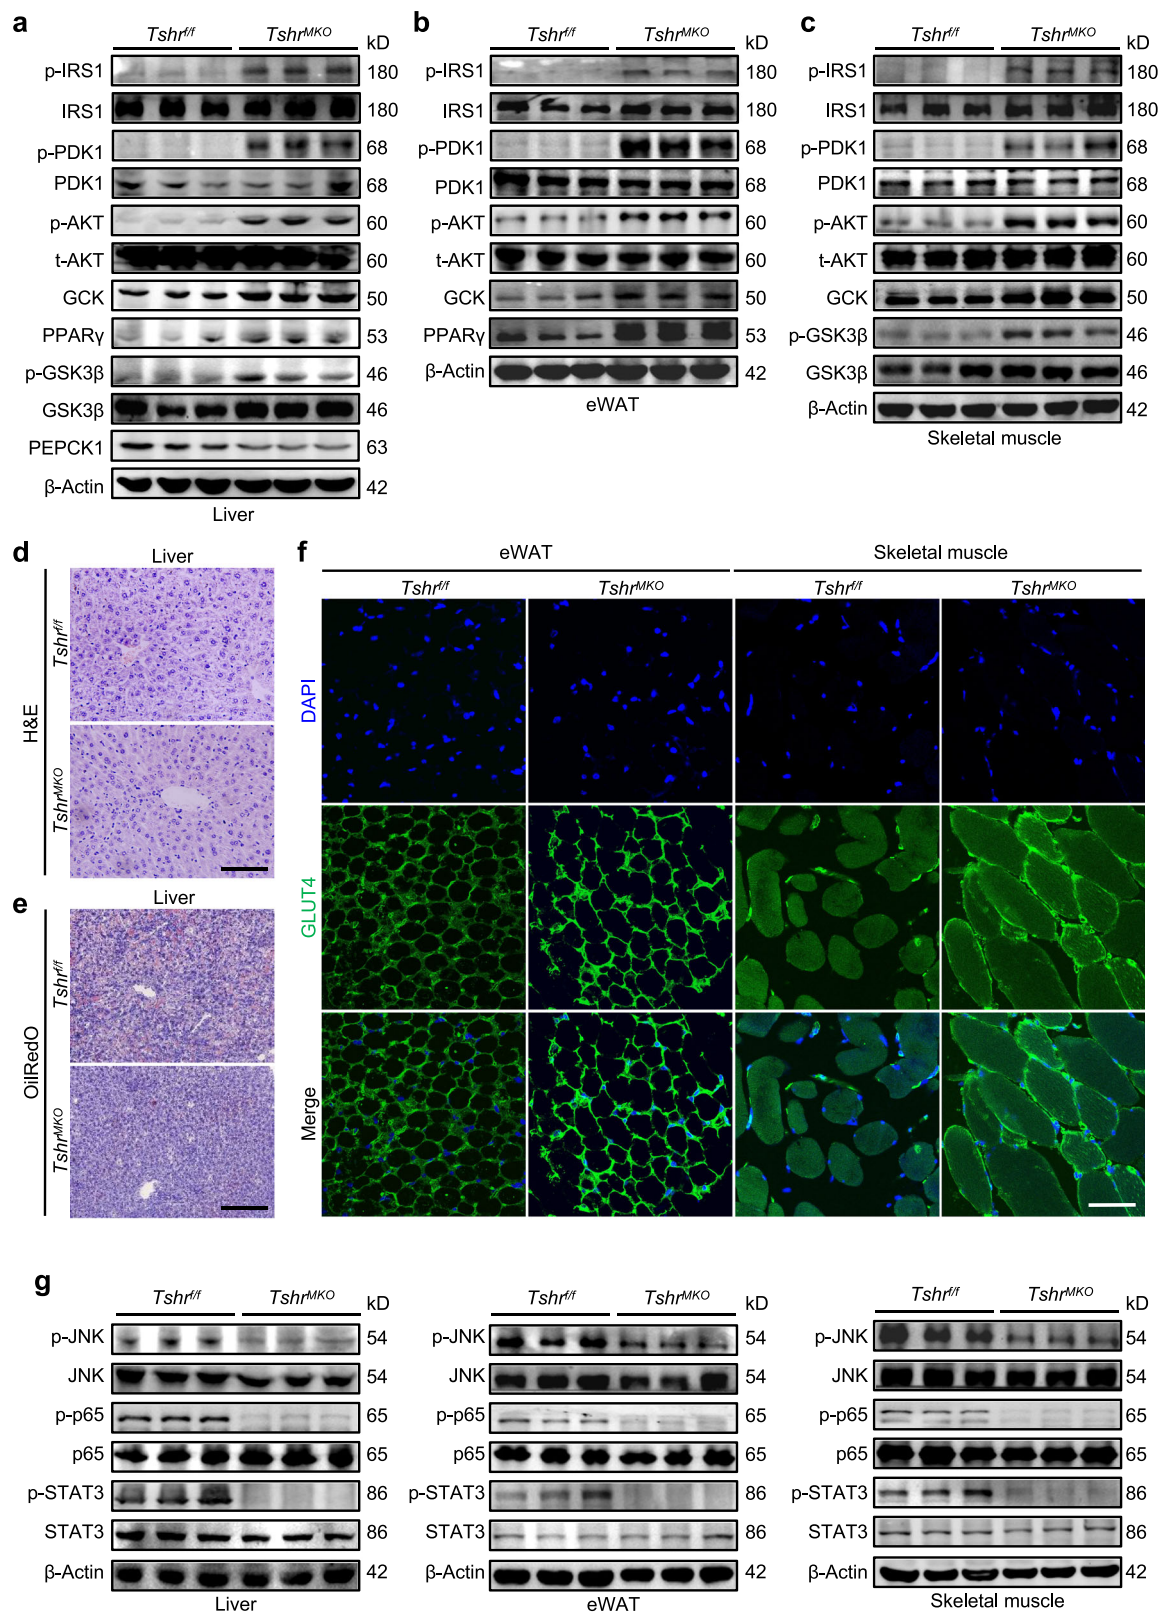 a
Tshrf/f TshrMKO kD
p-IRS1 180
IRS1 180
p-PDK1 68
PDK1 68
p-AKT 60
t-AKT 60
GCK 50
PPARγ 53
p-GSK3β 46
GSK3β 46
PEPCK1 63
β-Actin 42
Liver
b
Tshrf/f TshrMKO kD
p-IRS1 180
IRS1 180
p-PDK1 68
PDK1 68
p-AKT 60
t-AKT 60
GCK 50
PPARγ 53
β-Actin 42
eWAT
c
Tshrf/f TshrMKO kD
p-IRS1 180
IRS1 180
p-PDK1 68
PDK1 68
p-AKT 60
t-AKT 60
GCK 50
p-GSK3β 46
GSK3β 46
β-Actin 42
Skeletal muscle
d
Liver
H&E
Tshrf/f
TshrMKO
e
Liver
OilRedO
Tshrf/f
TshrMKO
f
eWAT Skeletal muscle
Tshrf/f TshrMKO Tshrf/f TshrMKO
DAPI
GLUT4
Merge
g
Tshrf/f TshrMKO kD
p-JNK 54
JNK 54
p-p65 65
p65 65
p-STAT3 86
STAT3 86
β-Actin 42
Liver
Tshrf/f TshrMKO kD
p-JNK 54
JNK 54
p-p65 65
p65 65
p-STAT3 86
STAT3 86
β-Actin 42
eWAT
Tshrf/f TshrMKO kD
p-JNK 54
JNK 54
p-p65 65
p65 65
p-STAT3 86
STAT3 86
β-Actin 42
Skeletal muscle